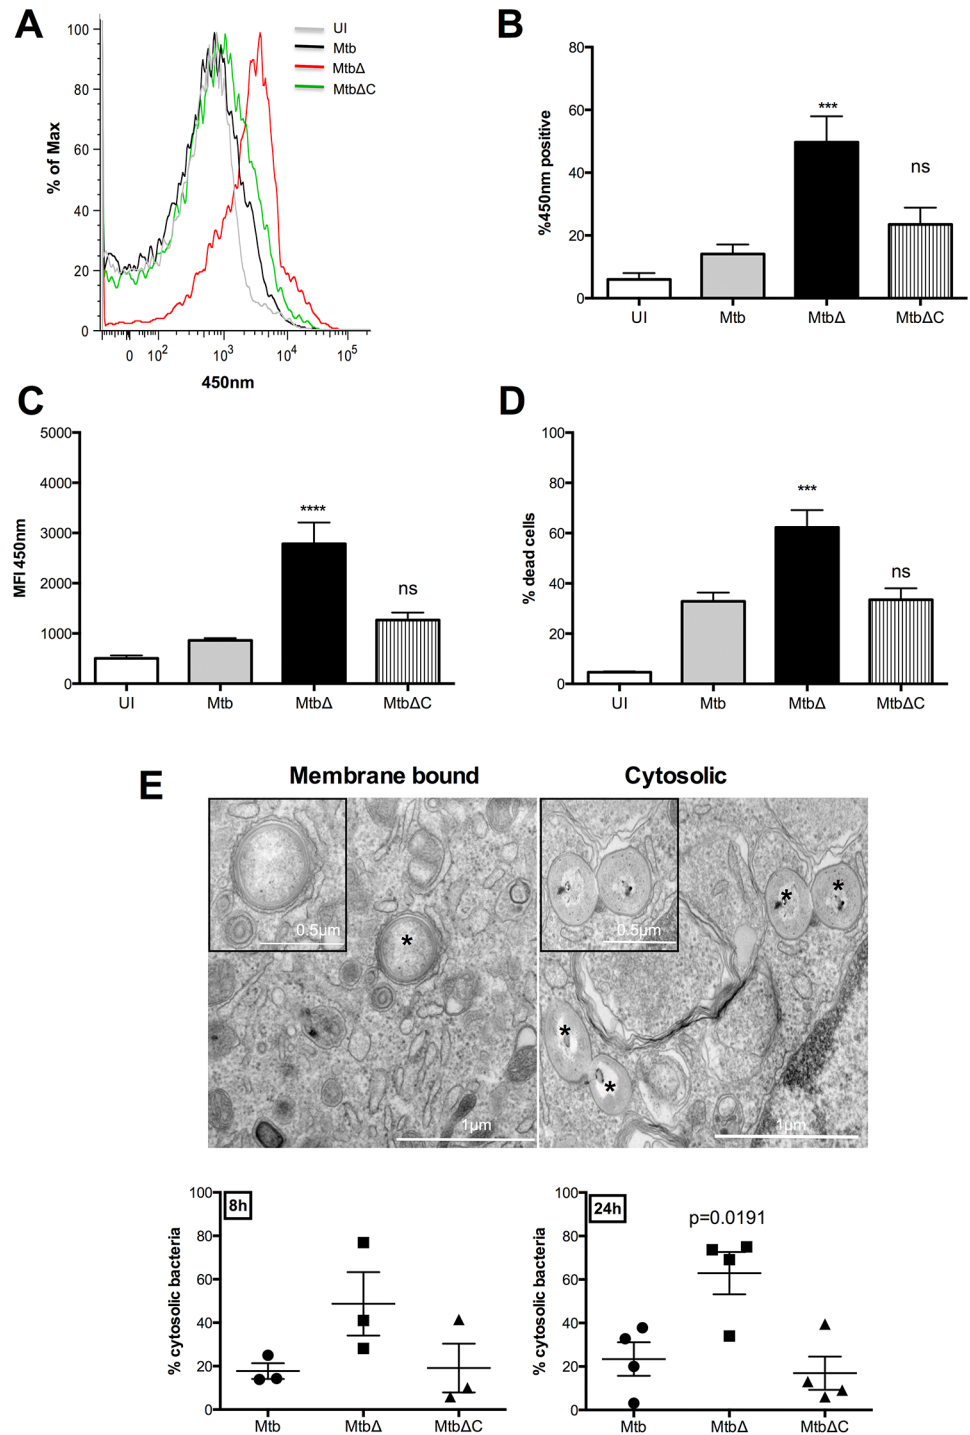 A
% of Max
100
80
60
40
20
0
0 10² 10³ 10⁴ 10⁵
450nm
UI
Mtb
MtbΔ
MtbΔC
B
%450nm positive
80
60
40
20
0
***
ns
UI Mtb MtbΔ MtbΔC
C
MFI 450nm
5000
4000
3000
2000
1000
0
****
ns
UI Mtb MtbΔ MtbΔC
D
% dead cells
100
80
60
40
20
0
***
ns
UI Mtb MtbΔ MtbΔC
E
Membrane bound
Cytosolic
0.5µm
*
1µm
0.5µm
* *
*
*
1µm
% cytosolic bacteria
100
80
60
40
20
0
8h
Mtb MtbΔ MtbΔC
% cytosolic bacteria
100
80
60
40
20
0
24h
p=0.0191
Mtb MtbΔ MtbΔC